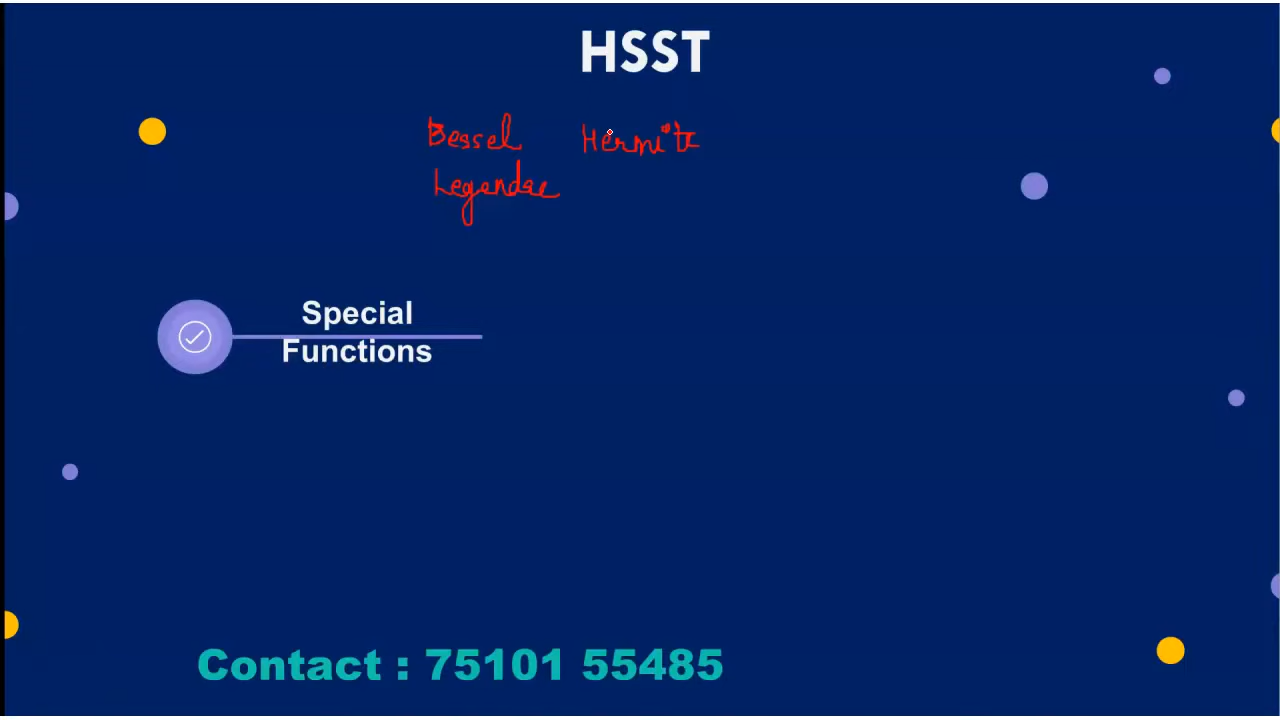 HSST
Bessel Hermite
Legendre
Special
Functions
Contact : 75101 55485